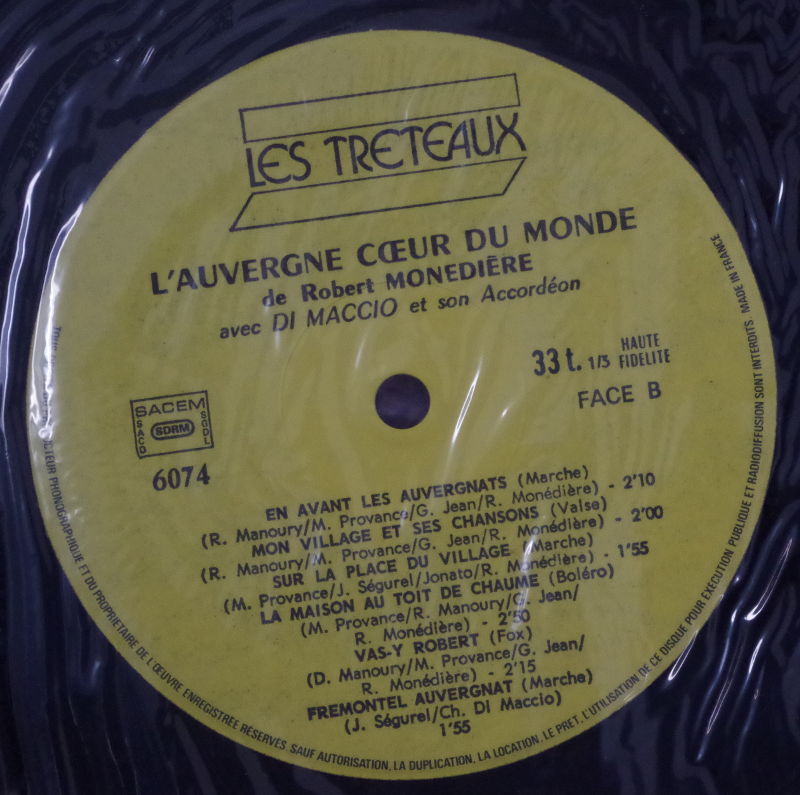 LES TRETEAUX
L'AUVERGNE CŒUR DU MONDE
de Robert MONEDIÈRE
avec DI MACCIO et son Accordéon
33 t. 1/3 HAUTE
FIDELITE
FACE B
SACEM
SACD SDRM SGDL
6074
EN AVANT LES AUVERGNATS (Marche)
(R. Manoury/M. Provance/G. Jean/R. Monédière) - 2'10
MON VILLAGE ET SES CHANSONS (Valse)
(R. Manoury/M. Provance/G. Jean/R. Monédière) - 2'00
SUR LA PLACE DU VILLAGE (Marche)
(M. Provance/J. Ségurel/Jonato/R. Monédière) - 1'55
LA MAISON AU TOIT DE CHAUME (Boléro)
(M. Provance/R. Manoury/G. Jean/
R. Monédière) - 2'50
VAS-Y ROBERT (Fox)
(D. Manoury/M. Provance/G. Jean/
R. Monédière) - 2'15
FREMONTEL AUVERGNAT (Marche)
(J. Ségurel/Ch. DI Maccio)
1'55
PHONOGRAPHIQUE ET DU PROPRIETAIRE DE L'ŒUVRE ENREGISTREE RESERVES. SAUF AUTORISATION, LA DUPLICATION, LA LOCATION, LE PRET, L'UTILISATION DE CE DISQUE POUR EXECUTION PUBLIQUE ET RADIODIFFUSION SONT INTERDITS. MADE IN FRANCE